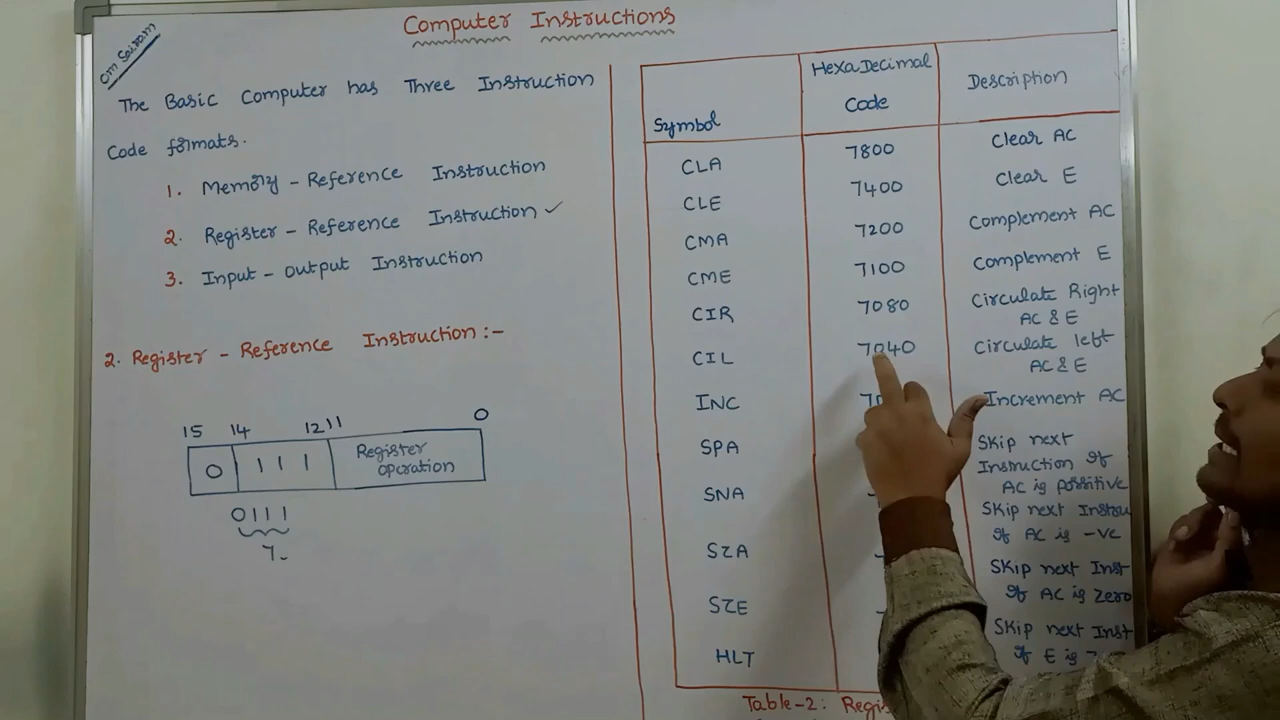 Computer Instructions
Om Sairam
The Basic Computer has Three Instruction
Code formats.
1. Memory - Reference Instruction
2. Register - Reference Instruction ✓
3. Input - output Instruction
2. Register - Reference Instruction :-
15 14 12 11 0
0 1 1 1 Register operation
0111
7
Symbol HexaDecimal Code Description
CLA 7800 Clear AC
CLE 7400 Clear E
CMA 7200 Complement AC
CME 7100 Complement E
CIR 7080 Circulate Right AC & E
CIL 7040 Circulate left AC & E
INC Increment AC
SPA Skip next Instruction if AC is positive
SNA Skip next Instru if AC is -ve
SZA Skip next Inst if AC is Zero
SZE Skip next Inst if E is
HLT
Table-2: